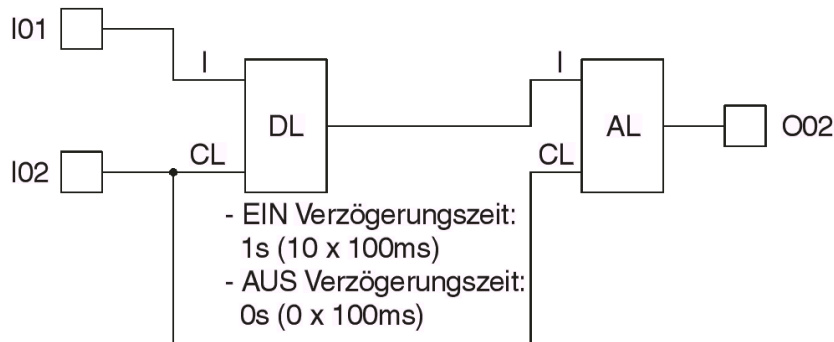 I01
I
I
DL
AL
O02
CL
CL
I02
- EIN Verzögerungszeit:
1s (10 x 100ms)
- AUS Verzögerungszeit:
0s (0 x 100ms)